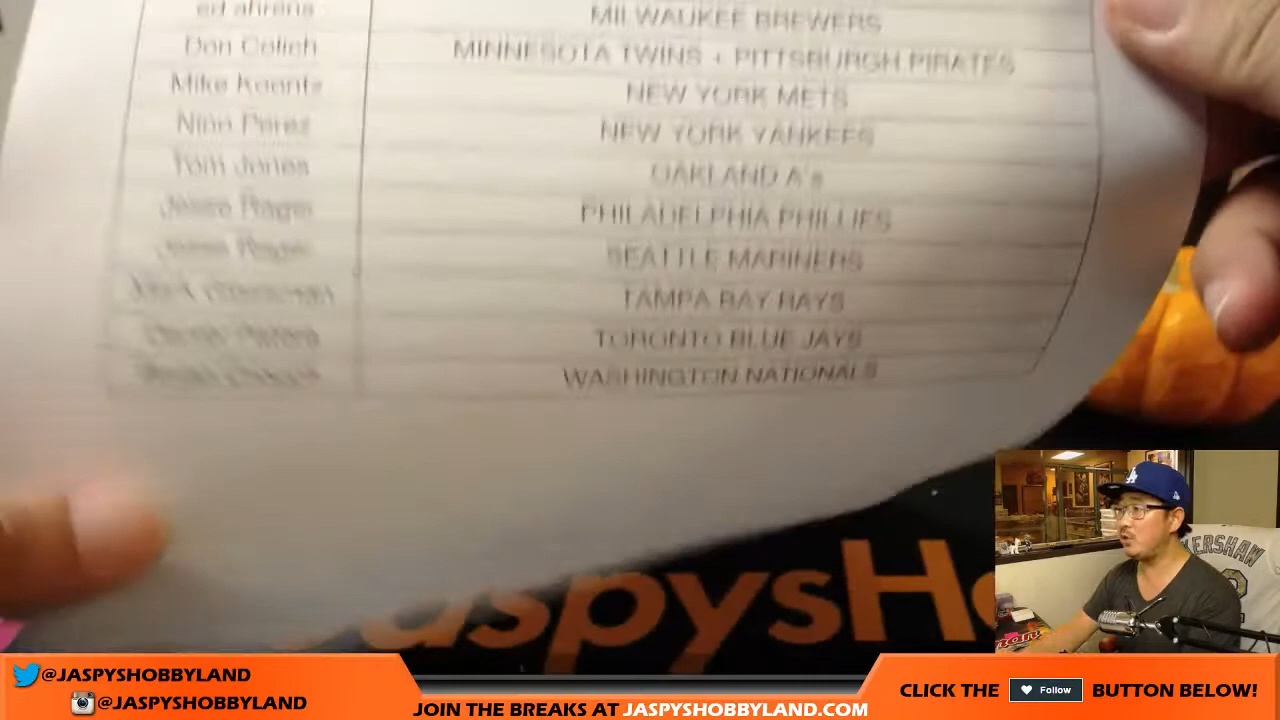 ed ahrens MILWAUKEE BREWERS
Don Colich MINNESOTA TWINS + PITTSBURGH PIRATES
Mike Koontz NEW YORK METS
Nino Perez NEW YORK YANKEES
Tom Jones OAKLAND A's
PHILADELPHIA PHILLIES
SEATTLE MARINERS
TAMPA BAY RAYS
TORONTO BLUE JAYS
WASHINGTON NATIONALS
aspysH
KERSHAW
@JASPYSHOBBYLAND
@JASPYSHOBBYLAND
JOIN THE BREAKS AT JASPYSHOBBYLAND.COM
CLICK THE Follow BUTTON BELOW!